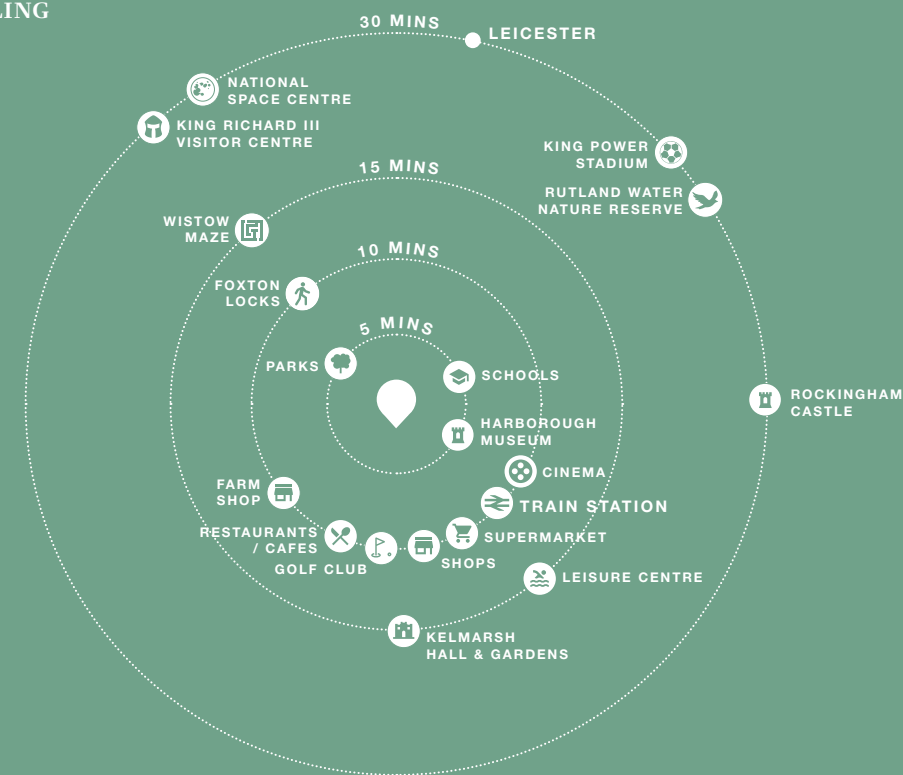 LING
30 MINS
LEICESTER
NATIONAL
SPACE CENTRE
KING RICHARD III
VISITOR CENTRE
KING POWER
STADIUM
15 MINS
RUTLAND WATER
NATURE RESERVE
WISTOW
MAZE
10 MINS
FOXTON
LOCKS
5 MINS
PARKS
SCHOOLS
ROCKINGHAM
CASTLE
HARBOROUGH
MUSEUM
CINEMA
FARM
SHOP
TRAIN STATION
RESTAURANTS
/ CAFES
SUPERMARKET
GOLF CLUB
SHOPS
LEISURE CENTRE
KELMARSH
HALL & GARDENS